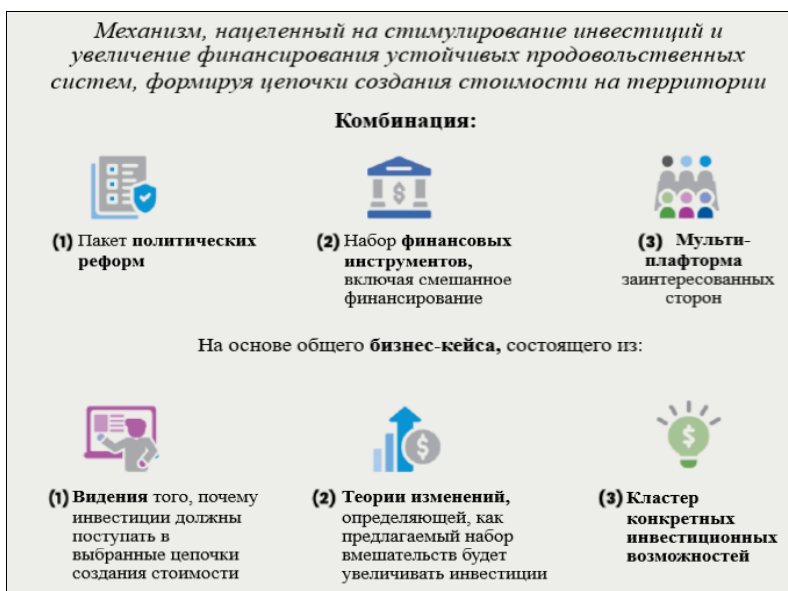 Механизм, нацеленный на стимулирование инвестиций и
увеличение финансирования устойчивых продовольственных
систем, формируя цепочки создания стоимости на территории
Комбинация:
(1) Пакет политических
реформ
(2) Набор финансовых
инструментов,
включая смешанное
финансирование
(3) Мульти-
плафторма
заинтересованных
сторон
На основе общего бизнес-кейса, состоящего из:
(1) Видения того, почему
инвестиции должны
поступать в
выбранные цепочки
создания стоимости
(2) Теории изменений,
определяющей, как
предлагаемый набор
вмешательств будет
увеличивать инвестиции
(3) Кластер
конкретных
инвестиционных
возможностей